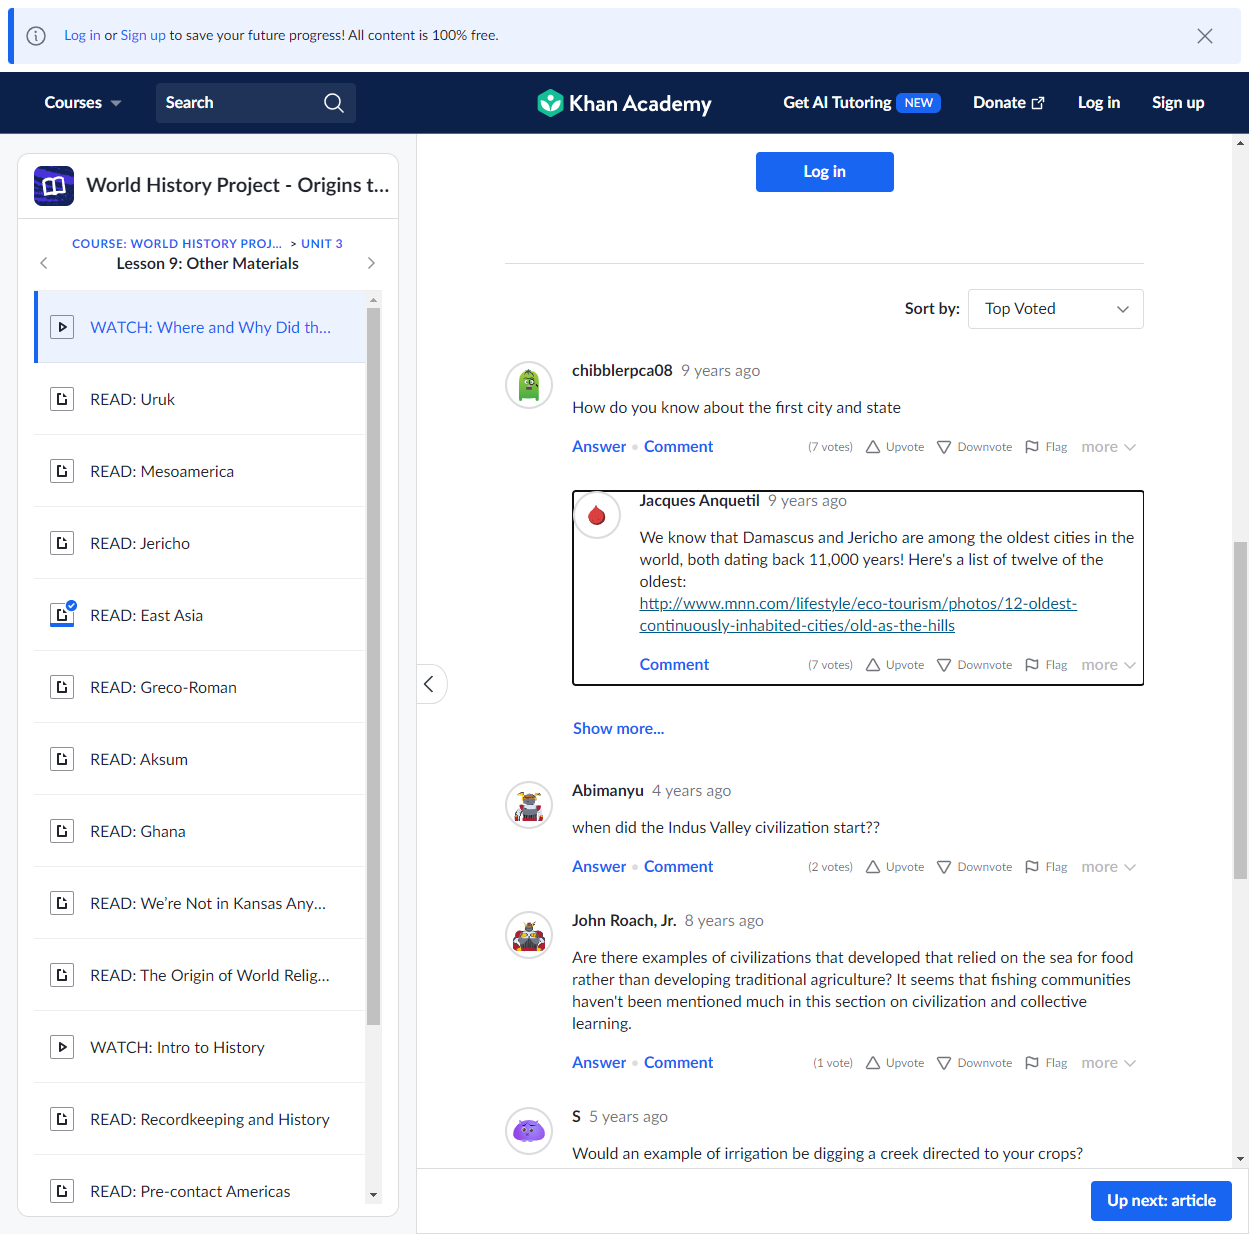 Log in or Sign up to save your future progress! All content is 100% free.
Courses
Search
Khan Academy
Get AI Tutoring NEW
Donate
Log in
Sign up
World History Project - Origins t...
COURSE: WORLD HISTORY PROJ... > UNIT 3
Lesson 9: Other Materials
WATCH: Where and Why Did th...
READ: Uruk
READ: Mesoamerica
READ: Jericho
READ: East Asia
READ: Greco-Roman
READ: Aksum
READ: Ghana
READ: We’re Not in Kansas Any...
READ: The Origin of World Relig...
WATCH: Intro to History
READ: Recordkeeping and History
READ: Pre-contact Americas
Log in
Sort by: Top Voted
chibblerpca08 9 years ago
How do you know about the first city and state
Answer • Comment (7 votes) Upvote Downvote Flag more
Jacques Anquetil 9 years ago
We know that Damascus and Jericho are among the oldest cities in the
world, both dating back 11,000 years! Here's a list of twelve of the
oldest:
http://www.mnn.com/lifestyle/eco-tourism/photos/12-oldest-
continuously-inhabited-cities/old-as-the-hills
Comment (7 votes) Upvote Downvote Flag more
Show more...
Abimanyu 4 years ago
when did the Indus Valley civilization start??
Answer • Comment (2 votes) Upvote Downvote Flag more
John Roach, Jr. 8 years ago
Are there examples of civilizations that developed that relied on the sea for food
rather than developing traditional agriculture? It seems that fishing communities
haven't been mentioned much in this section on civilization and collective
learning.
Answer • Comment (1 vote) Upvote Downvote Flag more
S 5 years ago
Would an example of irrigation be digging a creek directed to your crops?
Up next: article